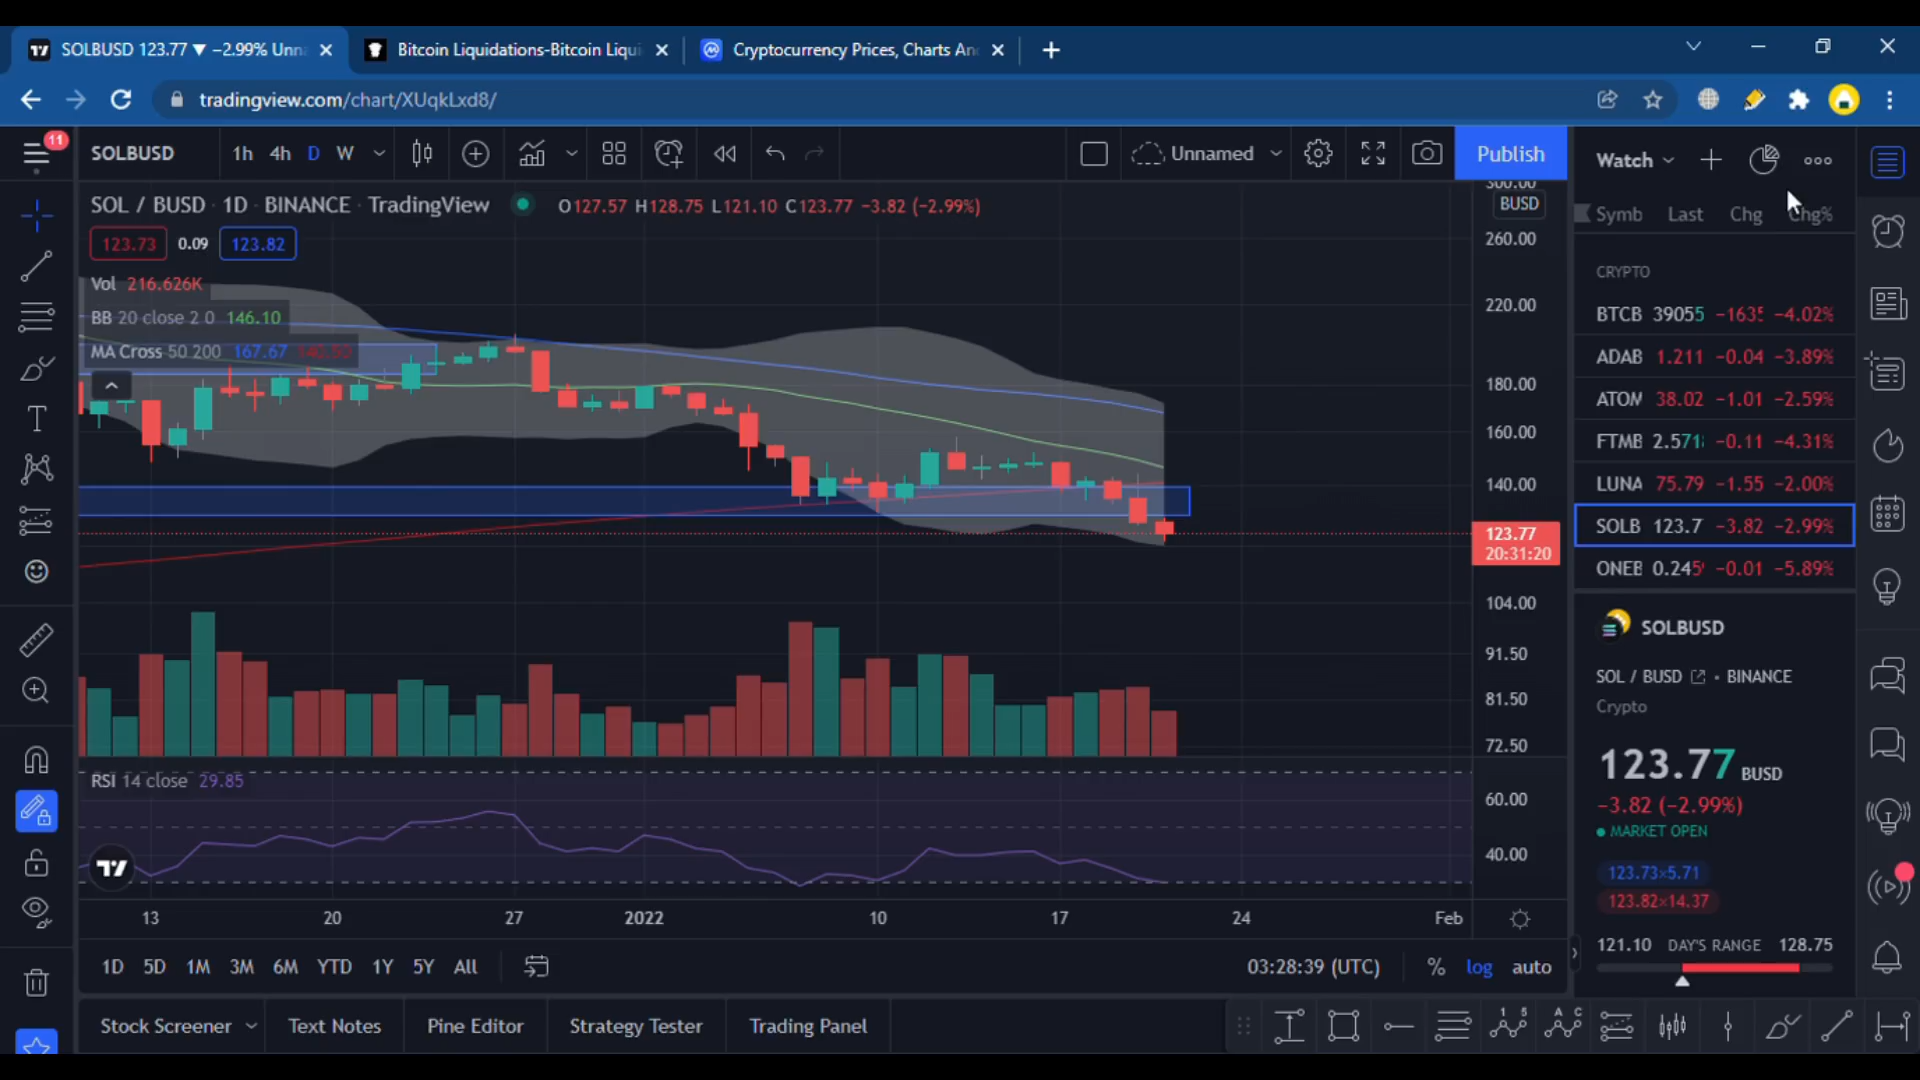 SOLBUSD 123.77 ▼ −2.99% Unn
Bitcoin Liquidations-Bitcoin Liqui
Cryptocurrency Prices, Charts An
tradingview.com/chart/XUqkLxd8/
11
SOLBUSD
1h 4h D W
Unnamed
Publish
Watch
SOL / BUSD · 1D · BINANCE · TradingView
O127.57 H128.75 L121.10 C123.77 −3.82 (−2.99%)
123.73 0.09 123.82
Vol 216.626K
BB 20 close 2 0 146.10
MA Cross 50 200 167.67 140.50
300.00
BUSD
260.00
220.00
180.00
160.00
140.00
123.77
20:31:20
104.00
91.50
81.50
72.50
RSI 14 close 29.85
60.00
40.00
13 20 27 2022 10 17 24 Feb
1D 5D 1M 3M 6M YTD 1Y 5Y All
03:28:39 (UTC) % log auto
Stock Screener Text Notes Pine Editor Strategy Tester Trading Panel
Symb Last Chg Chg%
CRYPTO
BTCB 39055 −1635 −4.02%
ADAB 1.211 −0.04 −3.89%
ATOM 38.02 −1.01 −2.59%
FTMB 2.571 −0.11 −4.31%
LUNA 75.79 −1.55 −2.00%
SOLB 123.7 −3.82 −2.99%
ONEB 0.245 −0.01 −5.89%
SOLBUSD
SOL / BUSD · BINANCE
Crypto
123.77 BUSD
−3.82 (−2.99%)
MARKET OPEN
123.73×5.71
123.82×14.37
121.10 DAY'S RANGE 128.75